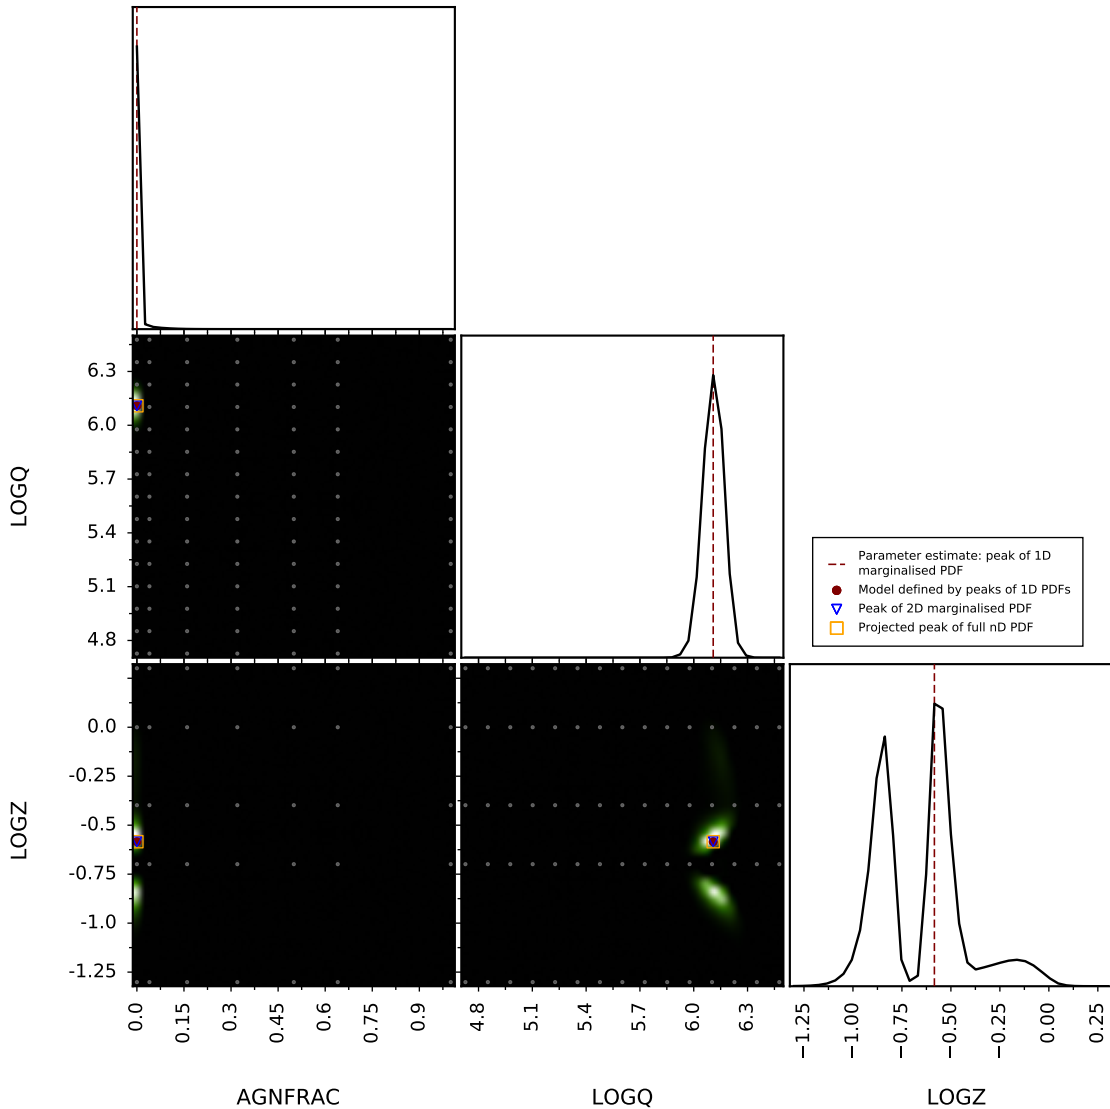 6.3
6.0
5.7
5.4
5.1
4.8
LOGQ
Parameter estimate: peak of 1D
marginalised PDF
Model defined by peaks of 1D PDFs
Peak of 2D marginalised PDF
Projected peak of full nD PDF
0.0
-0.25
-0.5
-0.75
-1.0
-1.25
LOGZ
0.0 0.15 0.3 0.45 0.6 0.75 0.9
4.8 5.1 5.4 5.7 6.0 6.3
−1.25 −1.00 −0.75 −0.50 −0.25 0.00 0.25
AGNFRAC LOGQ LOGZ